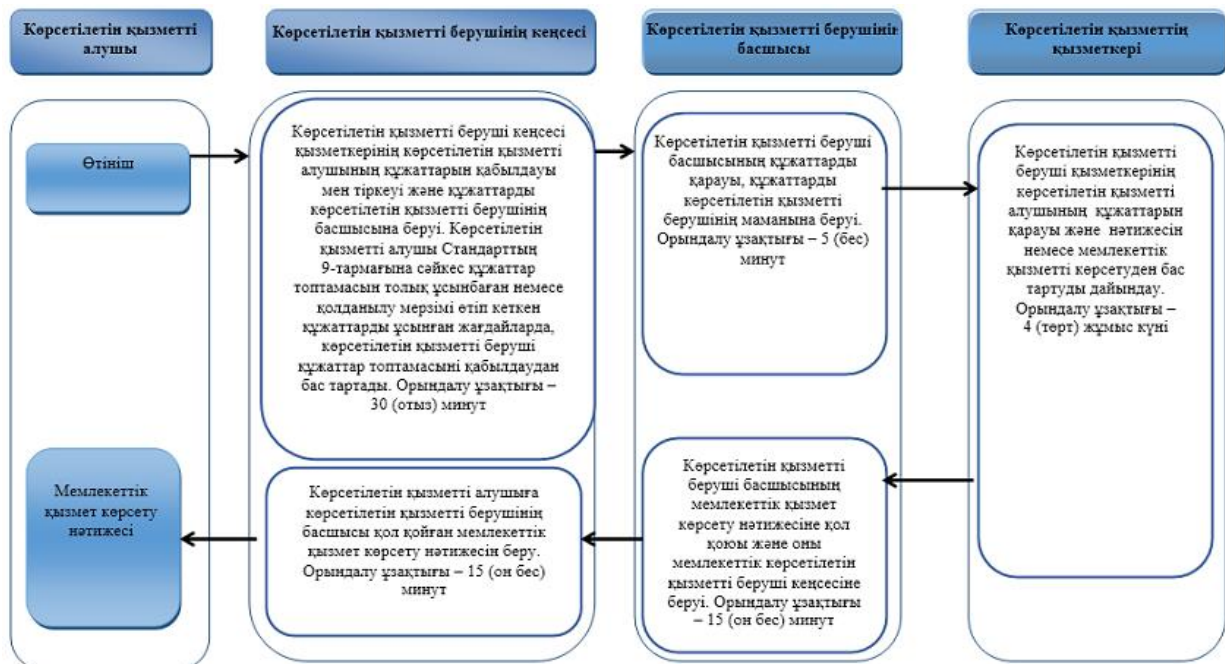 Көрсетілетін қызметті
алушы
Көрсетілетін қызметті берушінің кеңсесі
Көрсетілетін қызметті берушінің
басшысы
Көрсетілетін қызметтің
қызметкері
Өтініш
Көрсетілетін қызметті беруші кеңсесі
қызметкерінің көрсетілетін қызметті
алушының құжаттарын қабылдауы
мен тіркеуі және құжаттарды
көрсетілетін қызметті берушінің
басшысына беруі. Көрсетілетін
қызметті алушы Стандарттың
9-тармағына сәйкес құжаттар
топтамасын толық ұсынбаған немесе
қолданылу мерзімі өтіп кеткен
құжаттарды ұсынған жағдайларда,
көрсетілетін қызметті беруші
құжаттар топтамасыні қабылдаудан
бас тартады. Орындалу ұзақтығы –
30 (отыз) минут
Көрсетілетін қызметті беруші
басшысының құжаттарды
қарауы, құжаттарды
көрсетілетін қызметті
берушінің маманына беруі.
Орындалу ұзақтығы – 5 (бес)
минут
Көрсетілетін қызметті
беруші қызметкерінің
көрсетілетін қызметті
алушының құжаттарын
қарауы және нәтижесін
немесе мемлекеттік
қызметті көрсетуден бас
тартуды дайындау.
Орындалу ұзақтығы –
4 (төрт) жұмыс күні
Мемлекеттік
қызмет көрсету
нәтижесі
Көрсетілетін қызметті алушыға
көрсетілетін қызметті берушінің
басшысы қол қойған мемлекеттік
қызмет көрсету нәтижесін беру.
Орындалу ұзақтығы – 15 (он бес)
минут
Көрсетілетін қызметті
беруші басшысының
мемлекеттік қызмет
көрсету нәтижесіне қол
қоюы және оны
мемлекеттік көрсетілетін
қызметті беруші кеңсесіне
беруі. Орындалу ұзақтығы
– 15 (он бес) минут